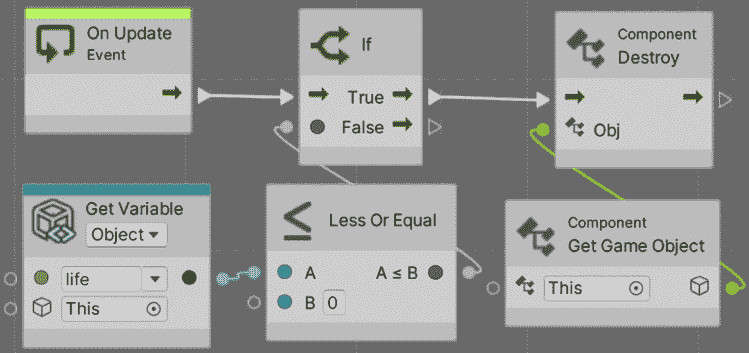 On Update
Event
If
True
False
Component
Destroy
Obj
Get Variable
Object
life
This
Less Or Equal
A A ≤ B
B 0
Component
Get Game Object
This